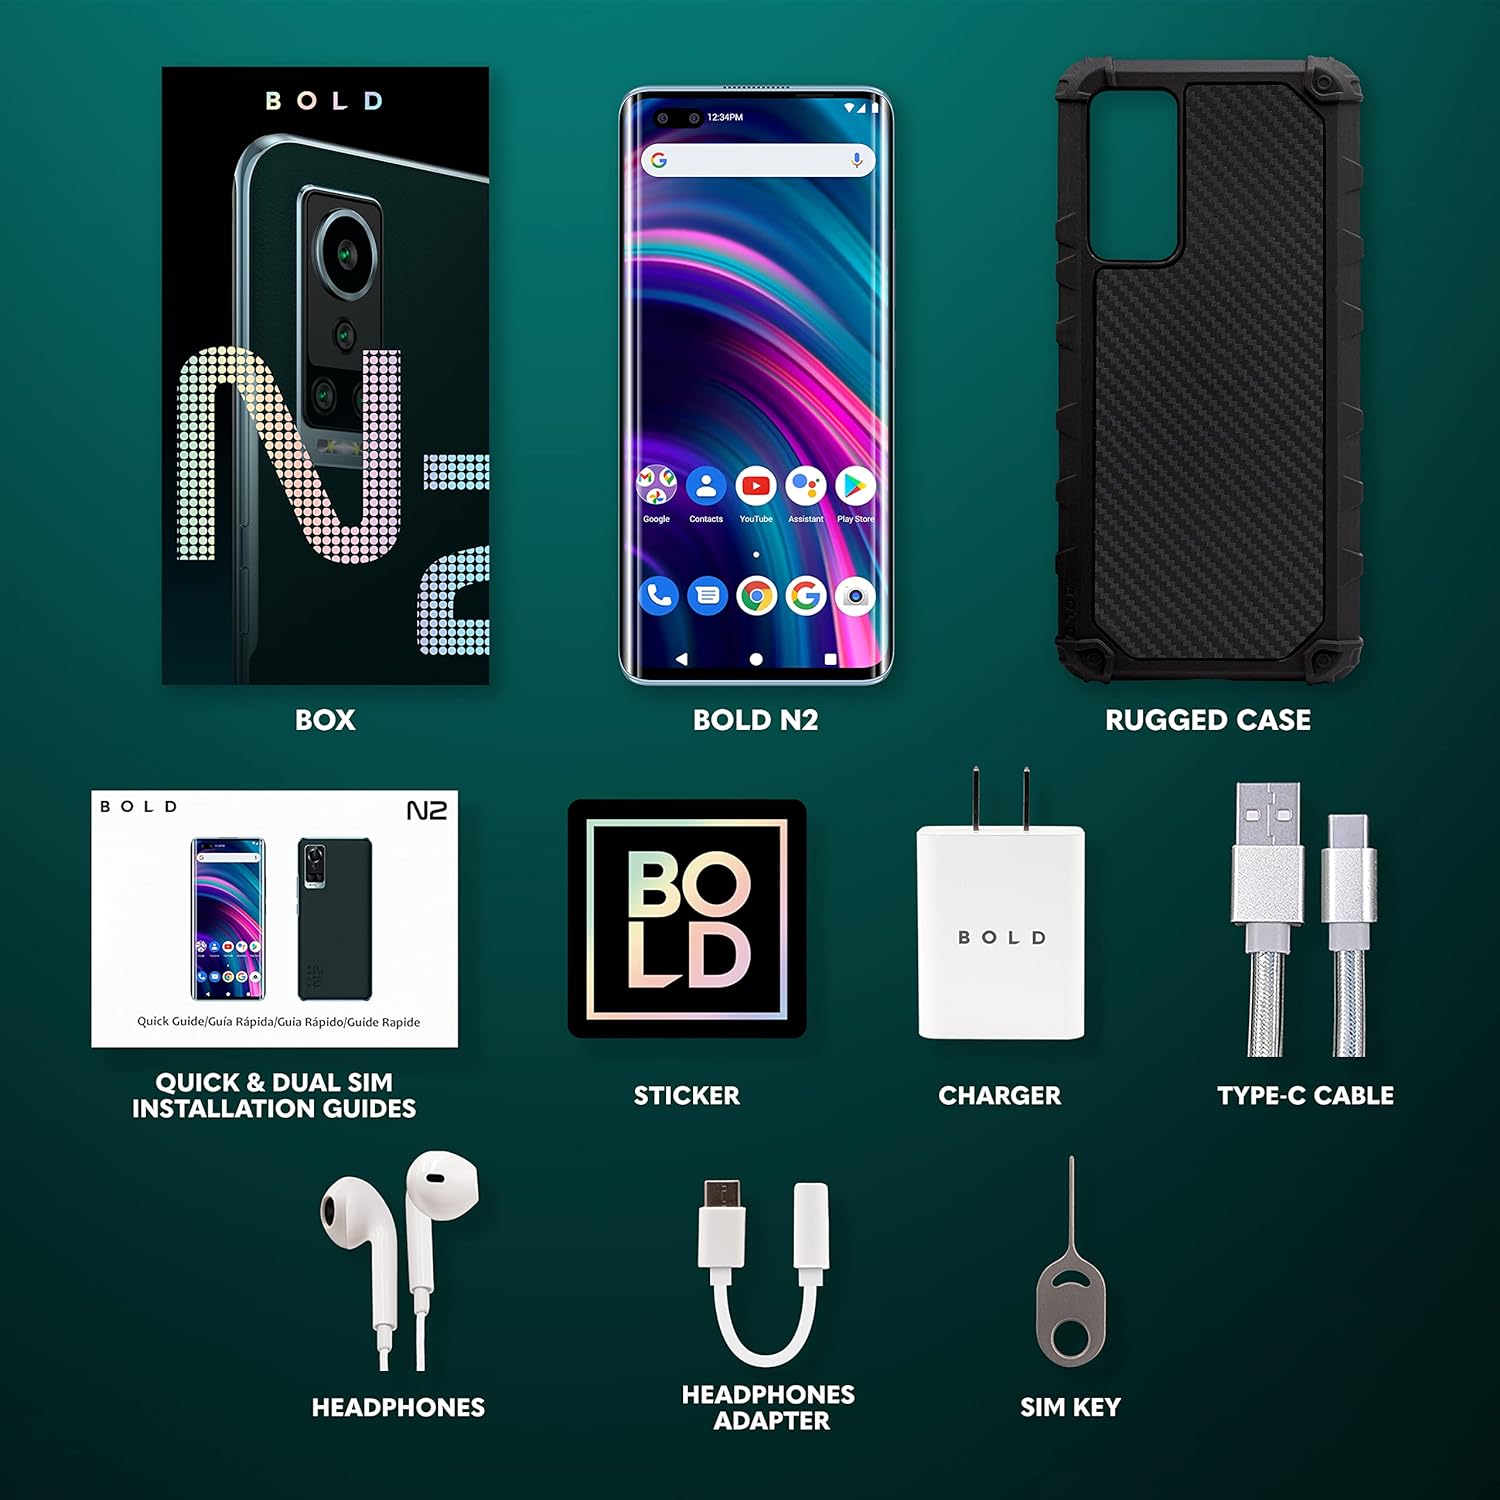 BOLD
N2
BOX
12:34PM
Google
Contacts
YouTube
Assistant
Play Store
BOLD N2
BOLD
RUGGED CASE
BOLD
N2
Quick Guide/Guía Rápida/Guia Rápido/Guide Rapide
QUICK & DUAL SIM
INSTALLATION GUIDES
BO
LD
STICKER
BOLD
CHARGER
TYPE-C CABLE
HEADPHONES
HEADPHONES
ADAPTER
SIM KEY